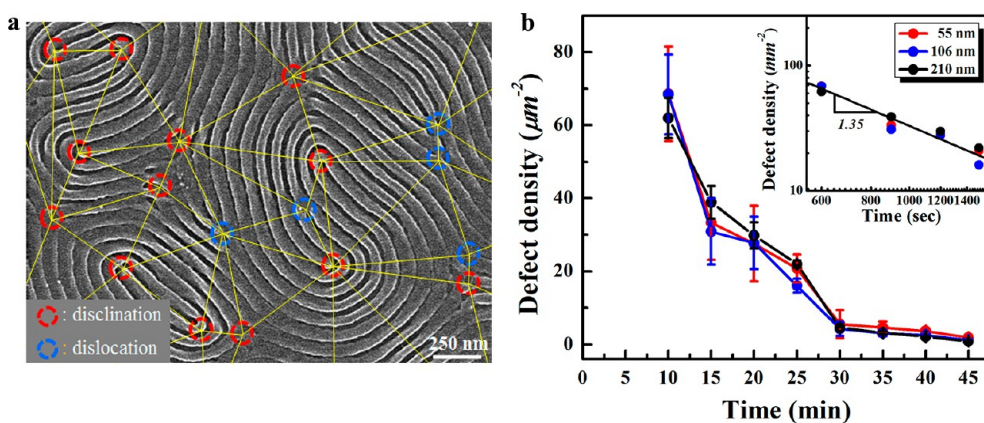 a
: disclination
: dislocation
250 nm
b
Defect density (μm⁻²)
80
60
40
20
0
0 5 10 15 20 25 30 35 40 45
Time (min)
55 nm
106 nm
210 nm
Defect density (mm⁻²)
100
10
1.35
600 800 1000 1200 1400
Time (sec)